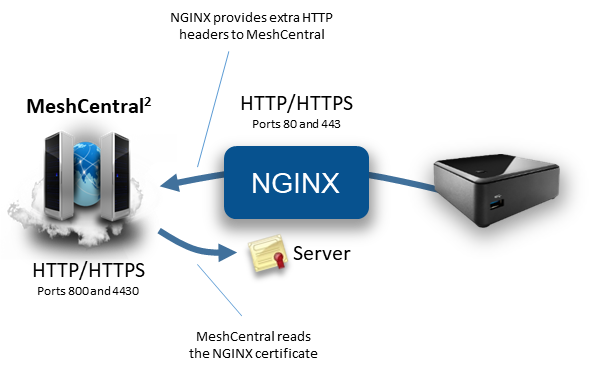 NGINX provides extra HTTP
headers to MeshCentral
MeshCentral²
HTTP/HTTPS
Ports 80 and 443
NGINX
HTTP/HTTPS
Ports 800 and 4430
Server
MeshCentral reads
the NGINX certificate